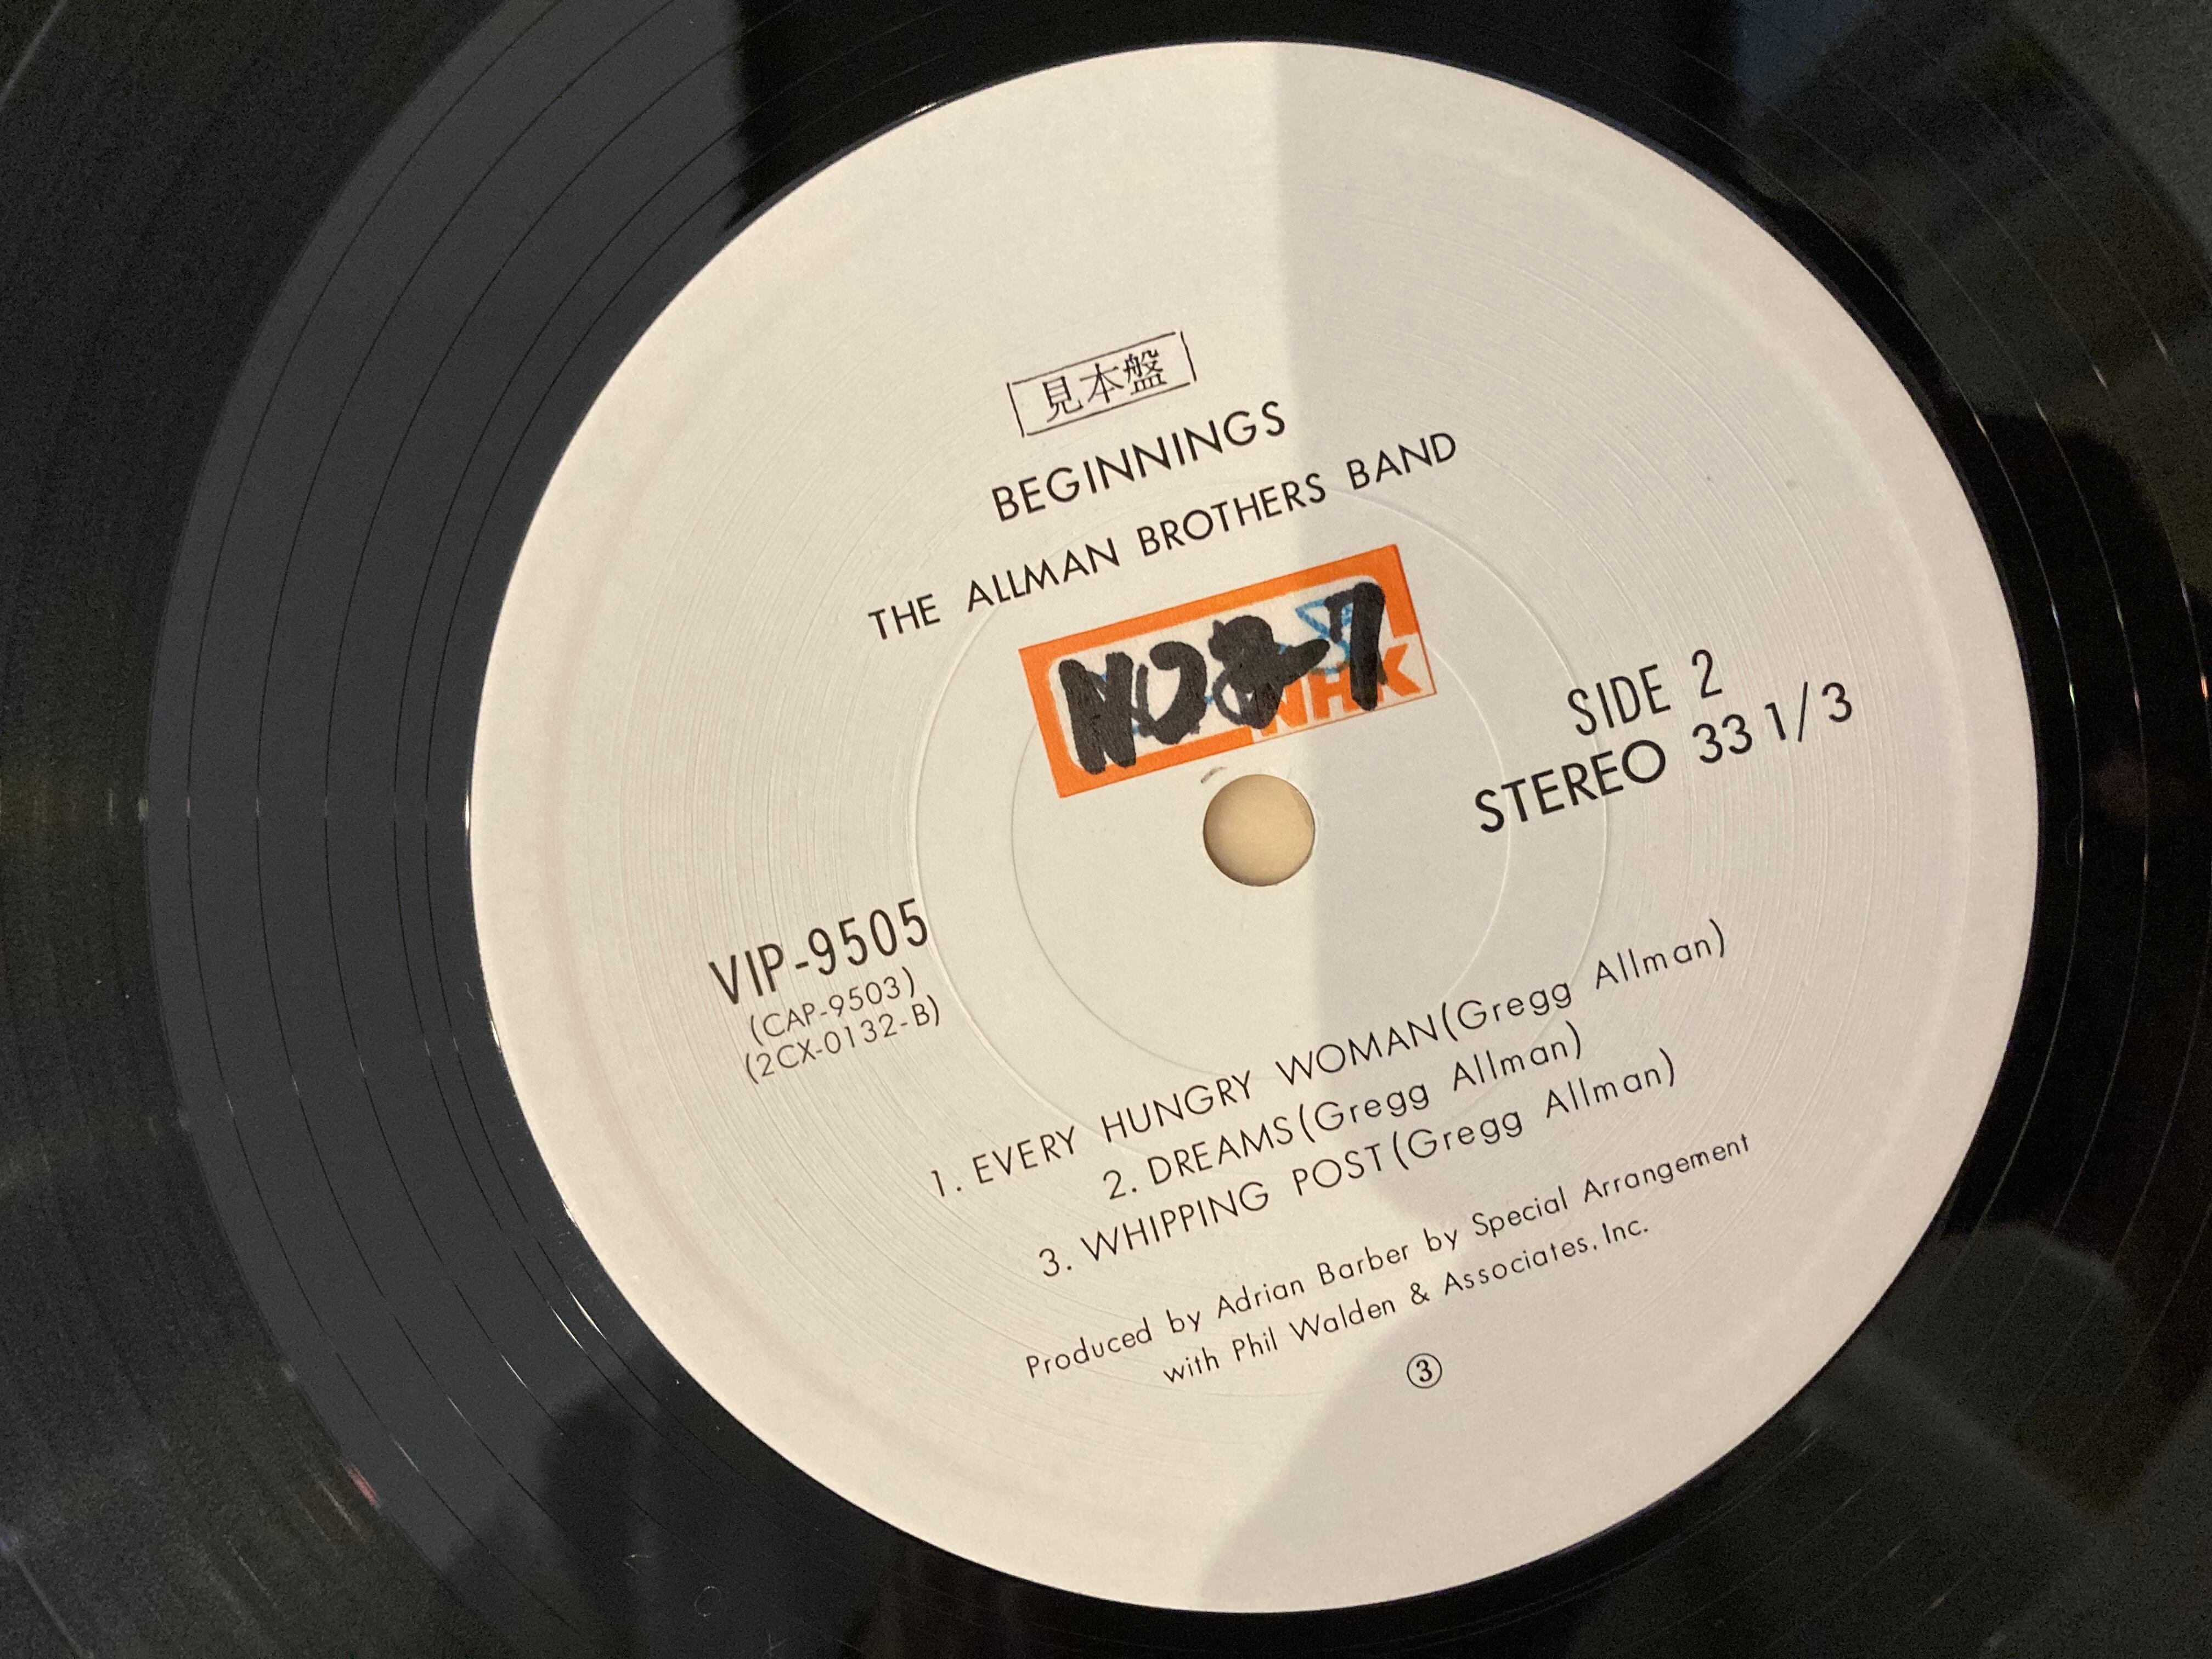 見本盤
BEGINNINGS
THE ALLMAN BROTHERS BAND
NHK
SIDE 2
STEREO 33 1/3
VIP-9505
(CAP-9503)
(2CX-0132-B)
1. EVERY HUNGRY WOMAN(Gregg Allman)
2. DREAMS(Gregg Allman)
3. WHIPPING POST(Gregg Allman)
Produced by Adrian Barber by Special Arrangement
with Phil Walden & Associates, Inc.
③